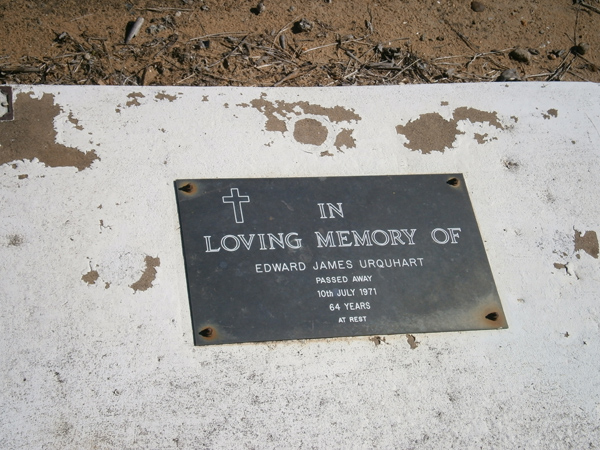 IN
LOVING MEMORY OF
EDWARD JAMES URQUHART
PASSED AWAY
10th JULY 1971
64 YEARS
AT REST